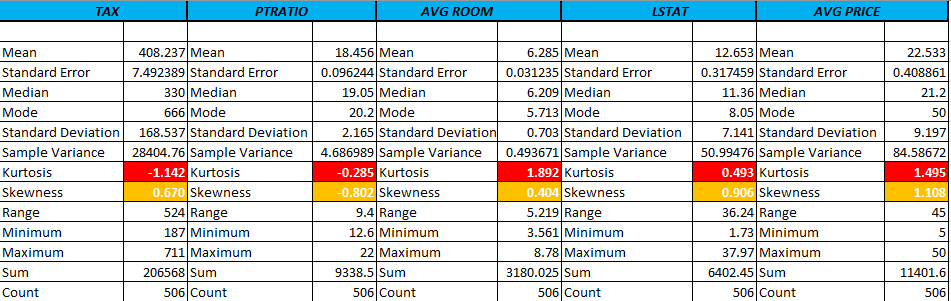 TAX PTRATIO AVG ROOM LSTAT AVG PRICE
Mean 408.237 Mean 18.456 Mean 6.285 Mean 12.653 Mean 22.533
Standard Error 7.492389 Standard Error 0.096244 Standard Error 0.031235 Standard Error 0.317459 Standard Error 0.408861
Median 330 Median 19.05 Median 6.209 Median 11.36 Median 21.2
Mode 666 Mode 20.2 Mode 5.713 Mode 8.05 Mode 50
Standard Deviation 168.537 Standard Deviation 2.165 Standard Deviation 0.703 Standard Deviation 7.141 Standard Deviation 9.197
Sample Variance 28404.76 Sample Variance 4.686989 Sample Variance 0.493671 Sample Variance 50.99476 Sample Variance 84.58672
Kurtosis -1.142 Kurtosis -0.285 Kurtosis 1.892 Kurtosis 0.493 Kurtosis 1.495
Skewness 0.670 Skewness -0.802 Skewness 0.404 Skewness 0.906 Skewness 1.108
Range 524 Range 9.4 Range 5.219 Range 36.24 Range 45
Minimum 187 Minimum 12.6 Minimum 3.561 Minimum 1.73 Minimum 5
Maximum 711 Maximum 22 Maximum 8.78 Maximum 37.97 Maximum 50
Sum 206568 Sum 9338.5 Sum 3180.025 Sum 6402.45 Sum 11401.6
Count 506 Count 506 Count 506 Count 506 Count 506